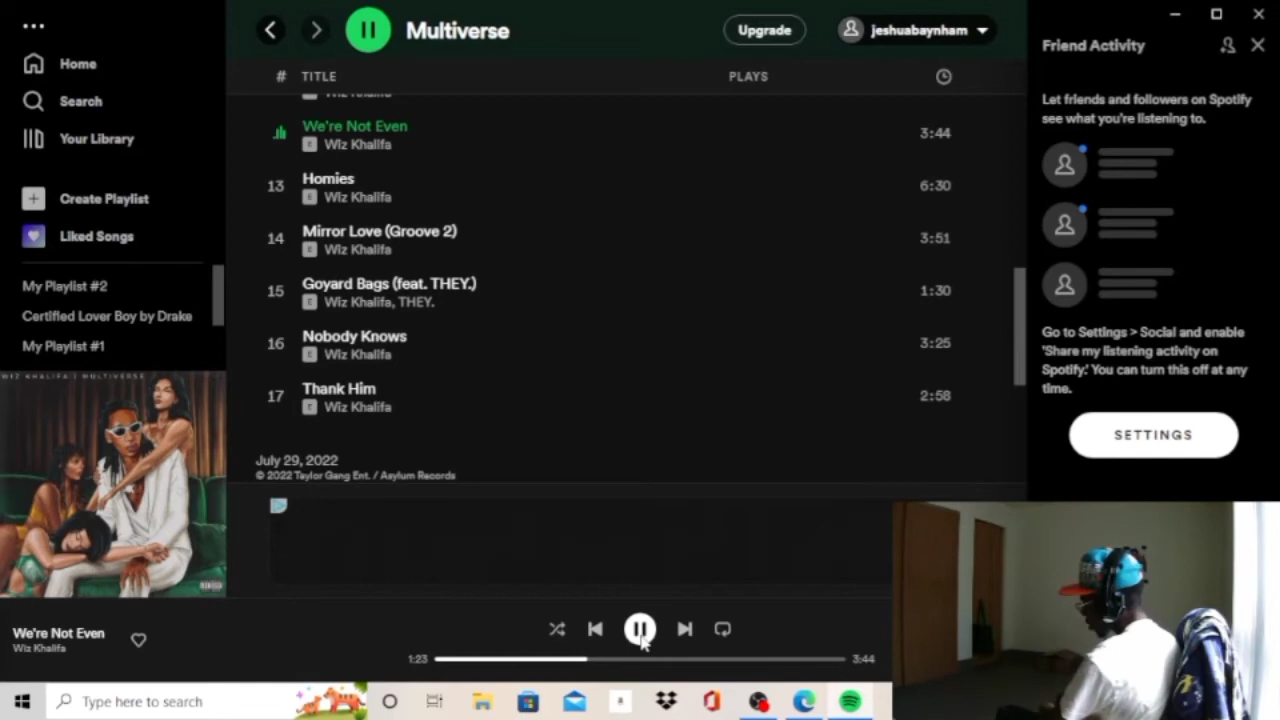 Home
Search
Your Library
Create Playlist
Liked Songs
My Playlist #2
Certified Lover Boy by Drake
My Playlist #1
WIZ KHALIFA | MULTIVERSE
Multiverse
Upgrade
jeshuabaynham
# TITLE PLAYS
Wiz Khalifa
We're Not Even
E Wiz Khalifa
3:44
13 Homies 6:30
E Wiz Khalifa
14 Mirror Love (Groove 2) 3:51
E Wiz Khalifa
15 Goyard Bags (feat. THEY.) 1:30
E Wiz Khalifa, THEY.
16 Nobody Knows 3:25
E Wiz Khalifa
17 Thank Him 2:58
E Wiz Khalifa
July 29, 2022
© 2022 Taylor Gang Ent. / Asylum Records
Friend Activity
Let friends and followers on Spotify
see what you're listening to.
Go to Settings > Social and enable
'Share my listening activity on
Spotify.' You can turn this off at any
time.
SETTINGS
We're Not Even
Wiz Khalifa
1:23 3:44
Type here to search